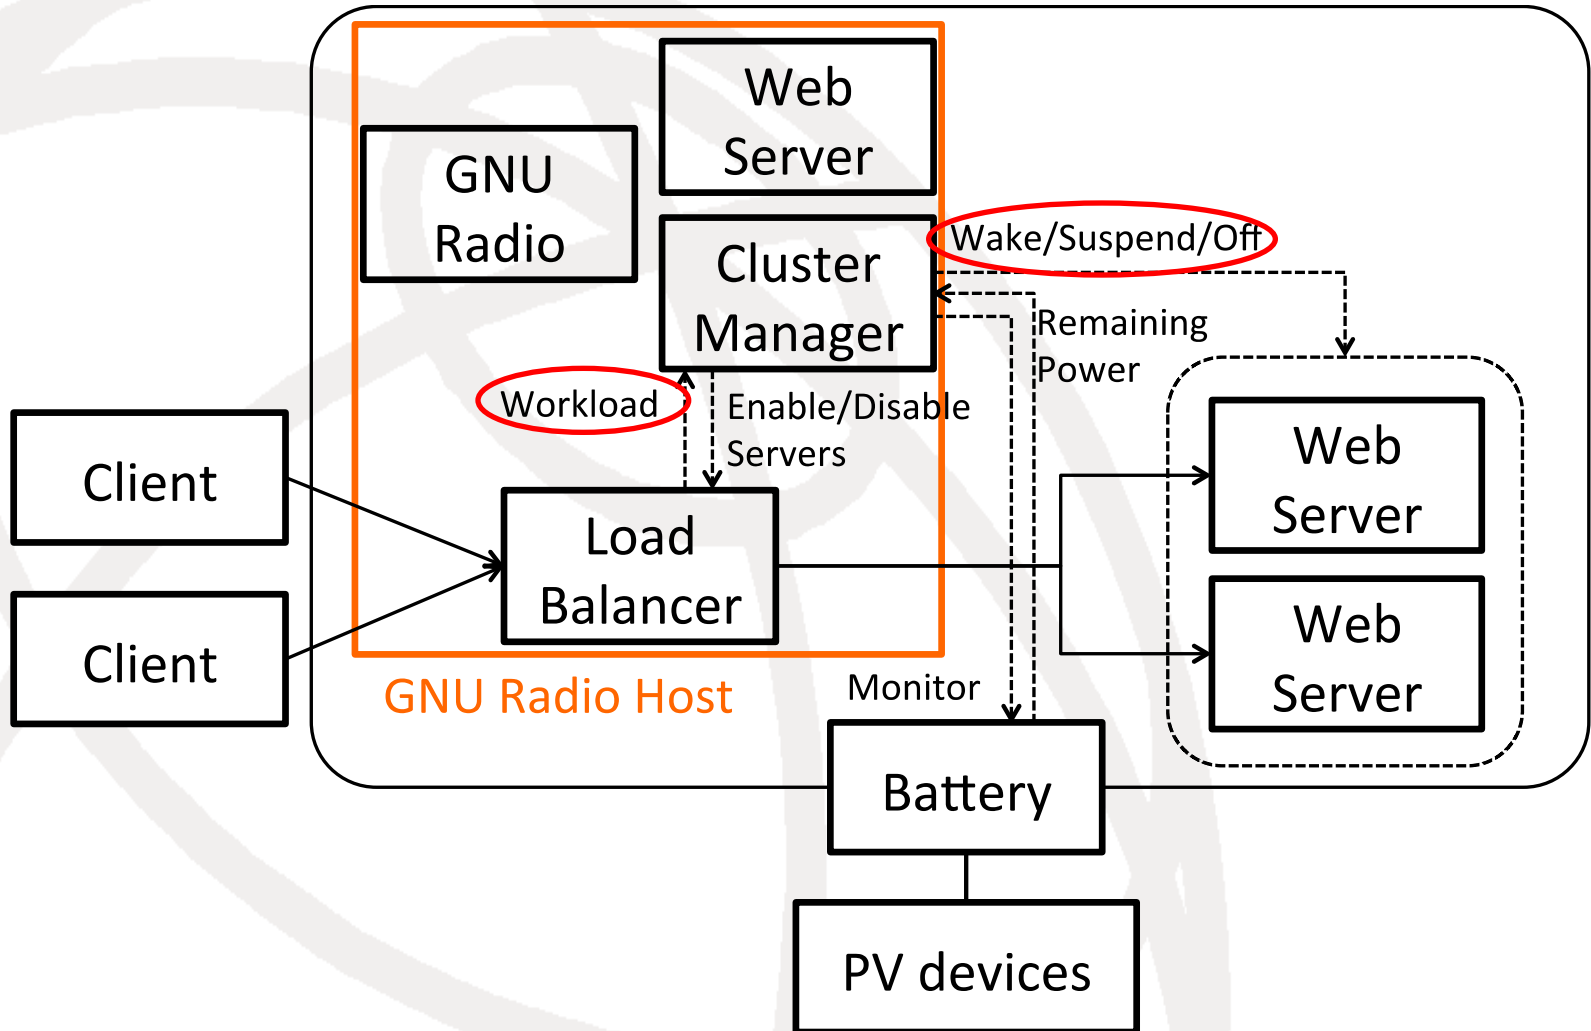 Web
Server
GNU
Radio
Cluster
Manager
Wake/Suspend/Off
Remaining
Power
Workload
Enable/Disable
Servers
Client
Client
Load
Balancer
Web
Server
Web
Server
GNU Radio Host
Monitor
Battery
PV devices